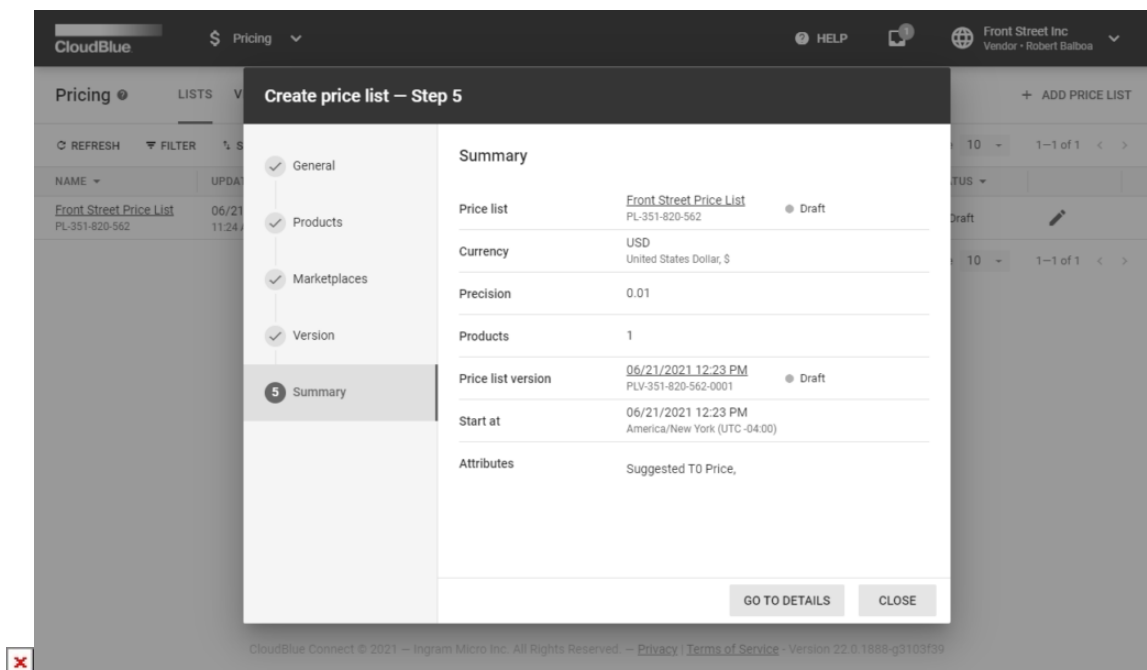 CloudBlue
$ Pricing
HELP
1
Front Street Inc
Vendor • Robert Balboa
Pricing
LISTS V
+ ADD PRICE LIST
Create price list — Step 5
REFRESH FILTER S
10
1–1 of 1 < >
NAME UPDA
TUS
Front Street Price List
PL-351-820-562
06/21
11:24 A
Draft
10
1–1 of 1 < >
General
Products
Marketplaces
Version
5 Summary
Summary
Price list
Front Street Price List
PL-351-820-562
Draft
Currency
USD
United States Dollar, $
Precision
0.01
Products
1
Price list version
06/21/2021 12:23 PM
PLV-351-820-562-0001
Draft
Start at
06/21/2021 12:23 PM
America/New York (UTC -04:00)
Attributes
Suggested T0 Price,
GO TO DETAILS CLOSE
CloudBlue Connect © 2021 — Ingram Micro Inc. All Rights Reserved. — Privacy | Terms of Service - Version 22.0.1888-g3103f39